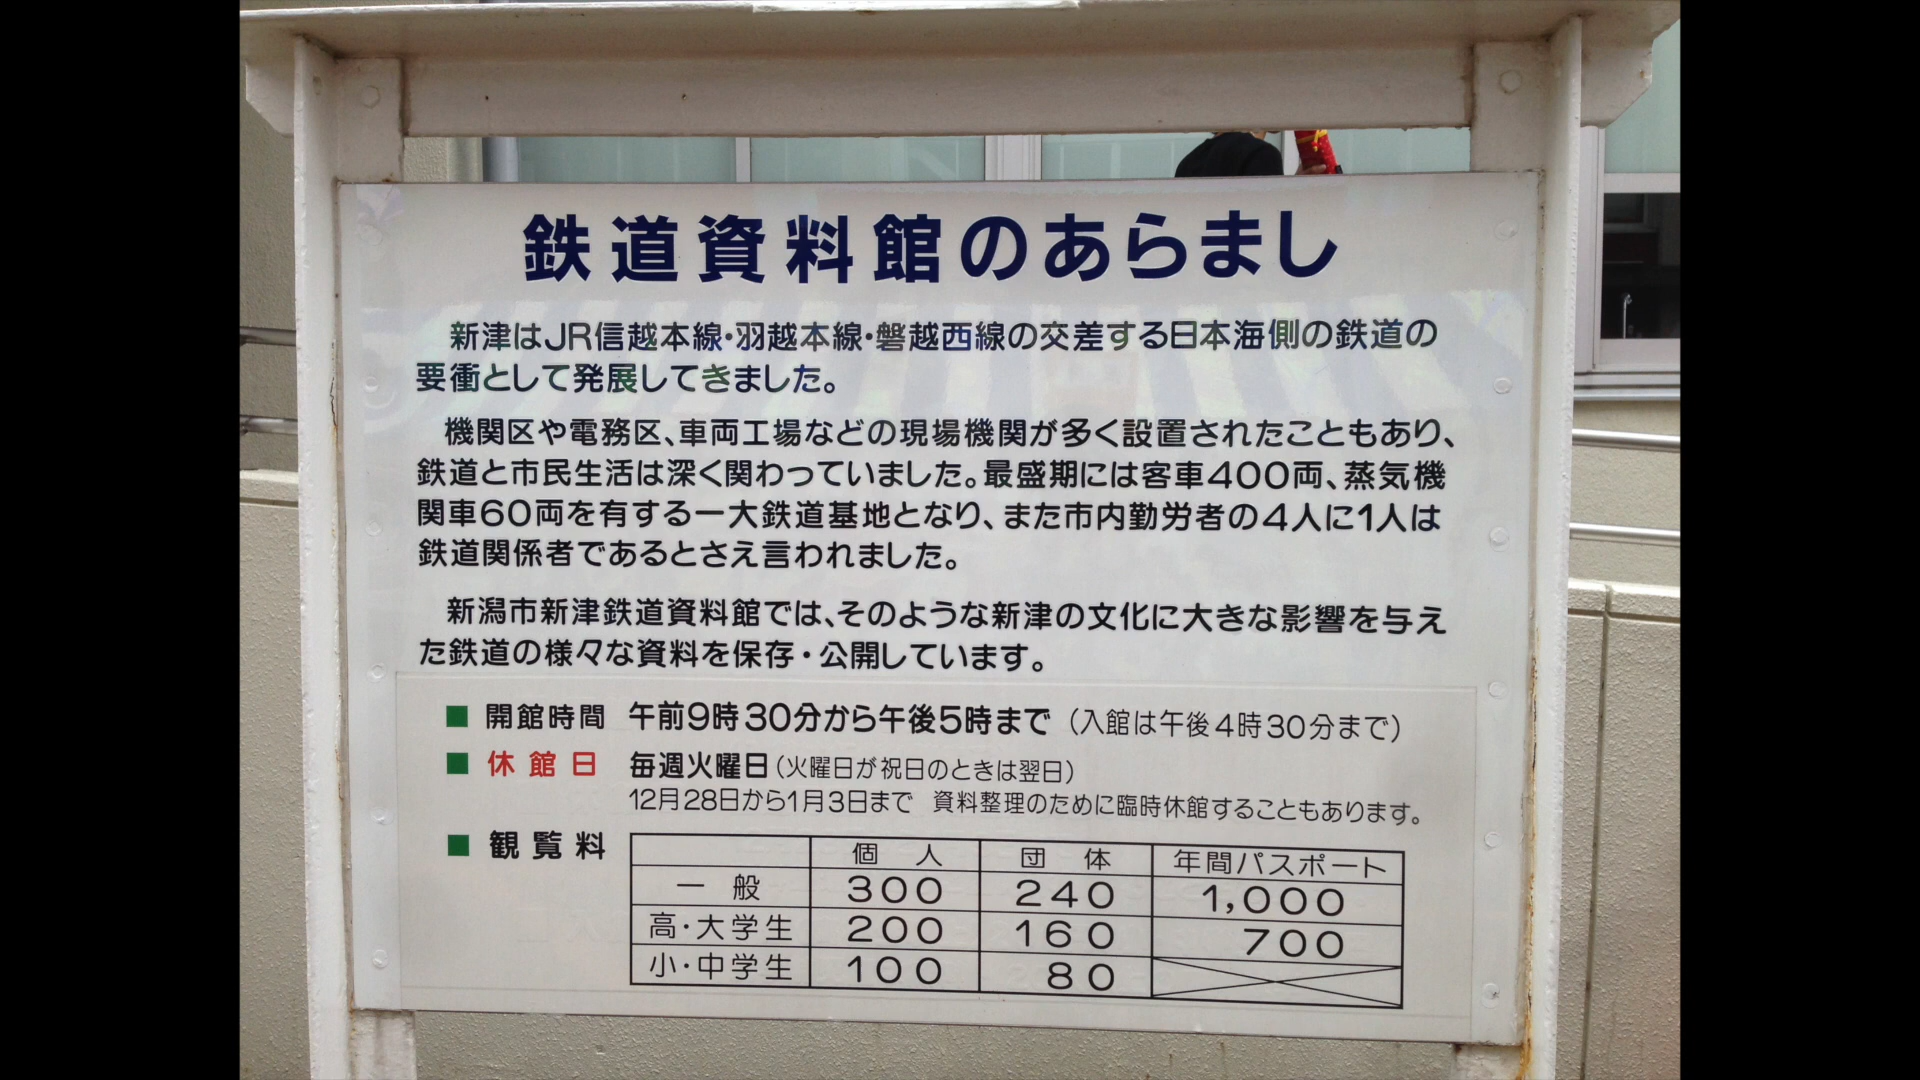 鉄道資料館のあらまし
新津はJR信越本線・羽越本線・磐越西線の交差する日本海側の鉄道の
要衝として発展してきました。
機関区や電務区、車両工場などの現場機関が多く設置されたこともあり、
鉄道と市民生活は深く関わっていました。最盛期には客車400両、蒸気機
関車60両を有する一大鉄道基地となり、また市内勤労者の4人に1人は
鉄道関係者であるとさえ言われました。
新潟市新津鉄道資料館では、そのような新津の文化に大きな影響を与え
た鉄道の様々な資料を保存・公開しています。
■ 開館時間 午前9時30分から午後5時まで（入館は午後4時30分まで）
■ 休館日 毎週火曜日（火曜日が祝日のときは翌日）
12月28日から1月3日まで 資料整理のために臨時休館することもあります。
■ 観覧料
個人 団体 年間パスポート
一般 300 240 1,000
高・大学生 200 160 700
小・中学生 100 80